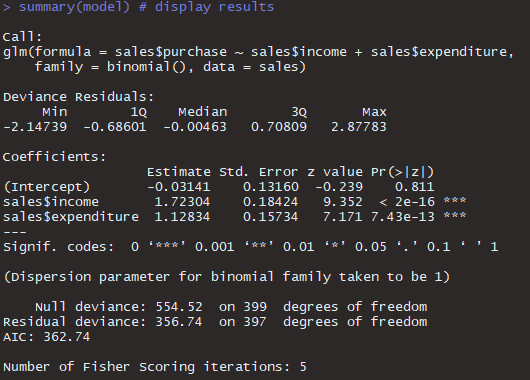 > summary(model) # display results
Call:
glm(formula = sales$purchase ~ sales$income + sales$expenditure,
    family = binomial(), data = sales)
Deviance Residuals:
     Min        1Q    Median        3Q       Max
-2.14739  -0.68601  -0.00463   0.70809   2.87783
Coefficients:
                  Estimate Std. Error z value Pr(>|z|)
(Intercept)       -0.03141    0.13160  -0.239    0.811
sales$income       1.72304    0.18424   9.352  < 2e-16 ***
sales$expenditure  1.12834    0.15734   7.171 7.43e-13 ***
---
Signif. codes:  0 ‘***’ 0.001 ‘**’ 0.01 ‘*’ 0.05 ‘.’ 0.1 ‘ ’ 1
(Dispersion parameter for binomial family taken to be 1)
    Null deviance: 554.52  on 399  degrees of freedom
Residual deviance: 356.74  on 397  degrees of freedom
AIC: 362.74
Number of Fisher Scoring iterations: 5